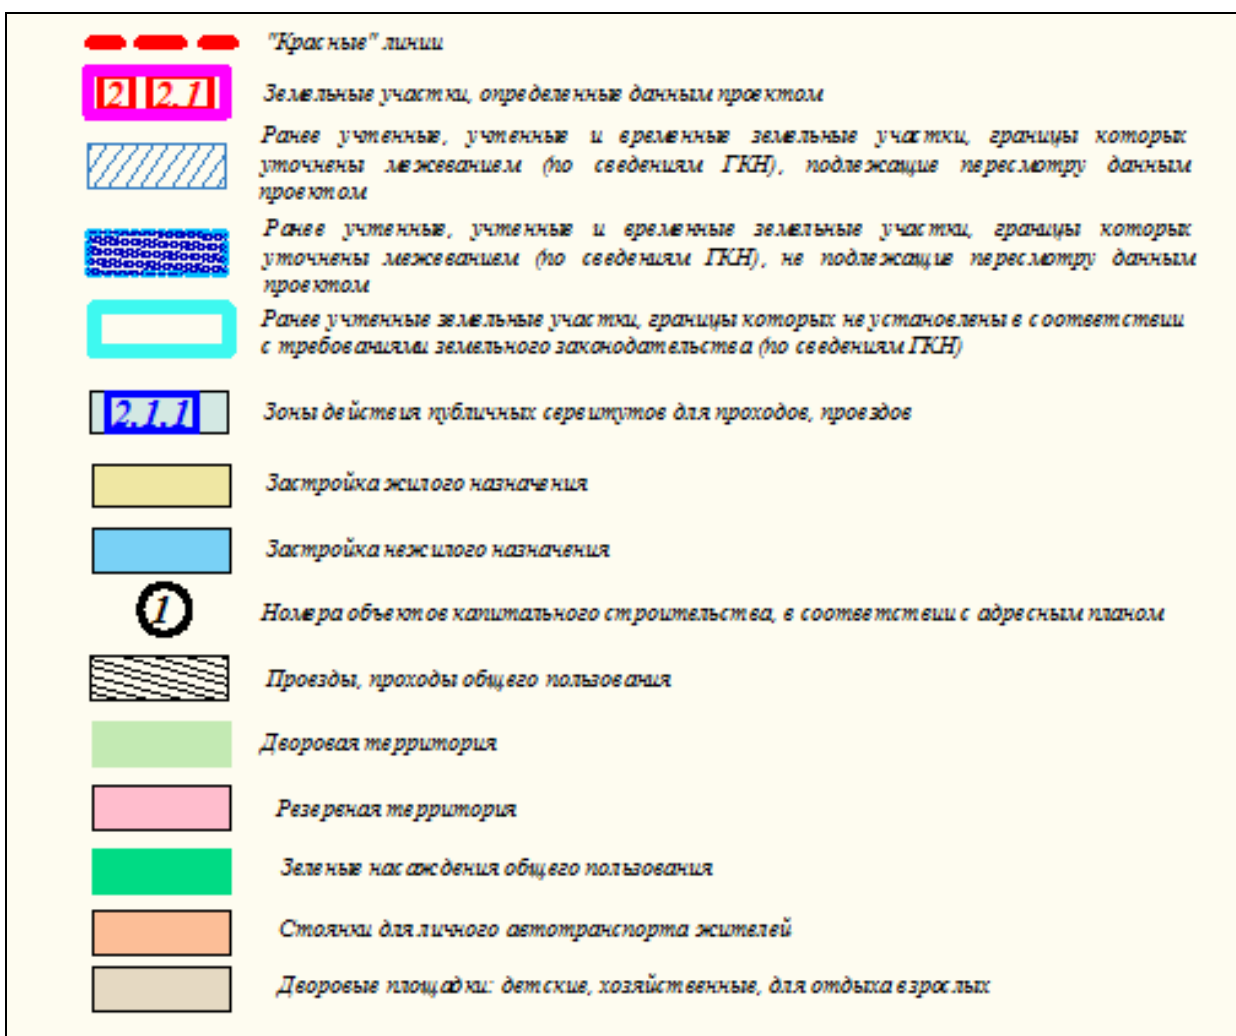 "Красные" линии
2 2.1 Земельные участки, определенные данным проектом
Ранее учтенные, учтенные и временные земельные участки, границы которых
уточнены межеванием (по сведениям ГКН), подлежащие пересмотру данным
проектом
Ранее учтенные, учтенные и временные земельные участки, границы которых
уточнены межеванием (по сведениям ГКН), не подлежащие пересмотру данным
проектом
Ранее учтенные земельные участки, границы которых не установлены в соответствии
с требованиями земельного законодательства (по сведениям ГКН)
2.1.1 Зоны действия публичных сервитутов для проходов, проездов
Застройка жилого назначения
Застройка нежилого назначения
1 Номера объектов капитального строительства, в соответствии с адресным планом
Проезды, проходы общего пользования
Дворовая территория
Резервная территория
Зеленые насаждения общего пользования
Стоянки для личного автотранспорта жителей
Дворовые площадки: детские, хозяйственные, для отдыха взрослых